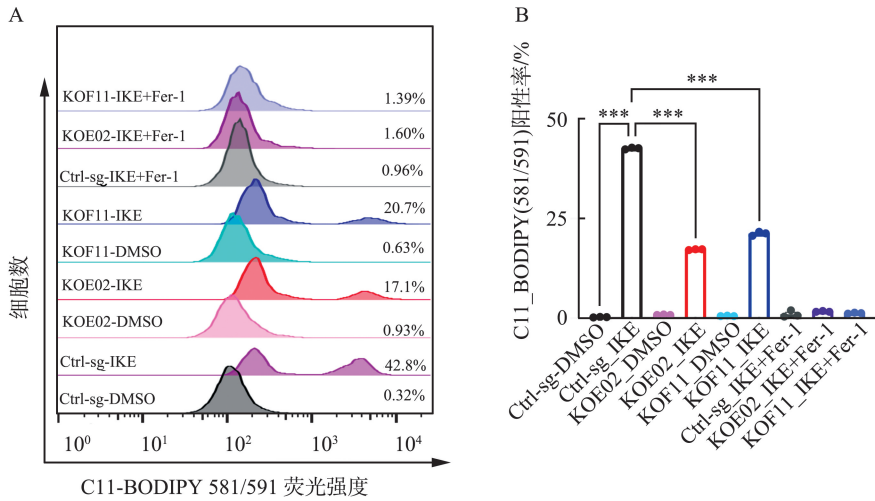 A
KOF11-IKE+Fer-1 1.39%
KOE02-IKE+Fer-1 1.60%
Ctrl-sg-IKE+Fer-1 0.96%
KOF11-IKE 20.7%
KOF11-DMSO 0.63%
KOE02-IKE 17.1%
KOE02-DMSO 0.93%
Ctrl-sg-IKE 42.8%
Ctrl-sg-DMSO 0.32%
细胞数
10⁰ 10¹ 10² 10³ 10⁴
C11-BODIPY 581/591 荧光强度
B
C11_BODIPY(581/591)阳性率/%
50
25
0
***
*** ***
Ctrl-sg-DMSO
Ctrl-sg_IKE
KOE02_DMSO
KOE02_IKE
KOF11_DMSO
KOF11_IKE
Ctrl-sg_IKE+Fer-1
KOE02_IKE+Fer-1
KOF11_IKE+Fer-1